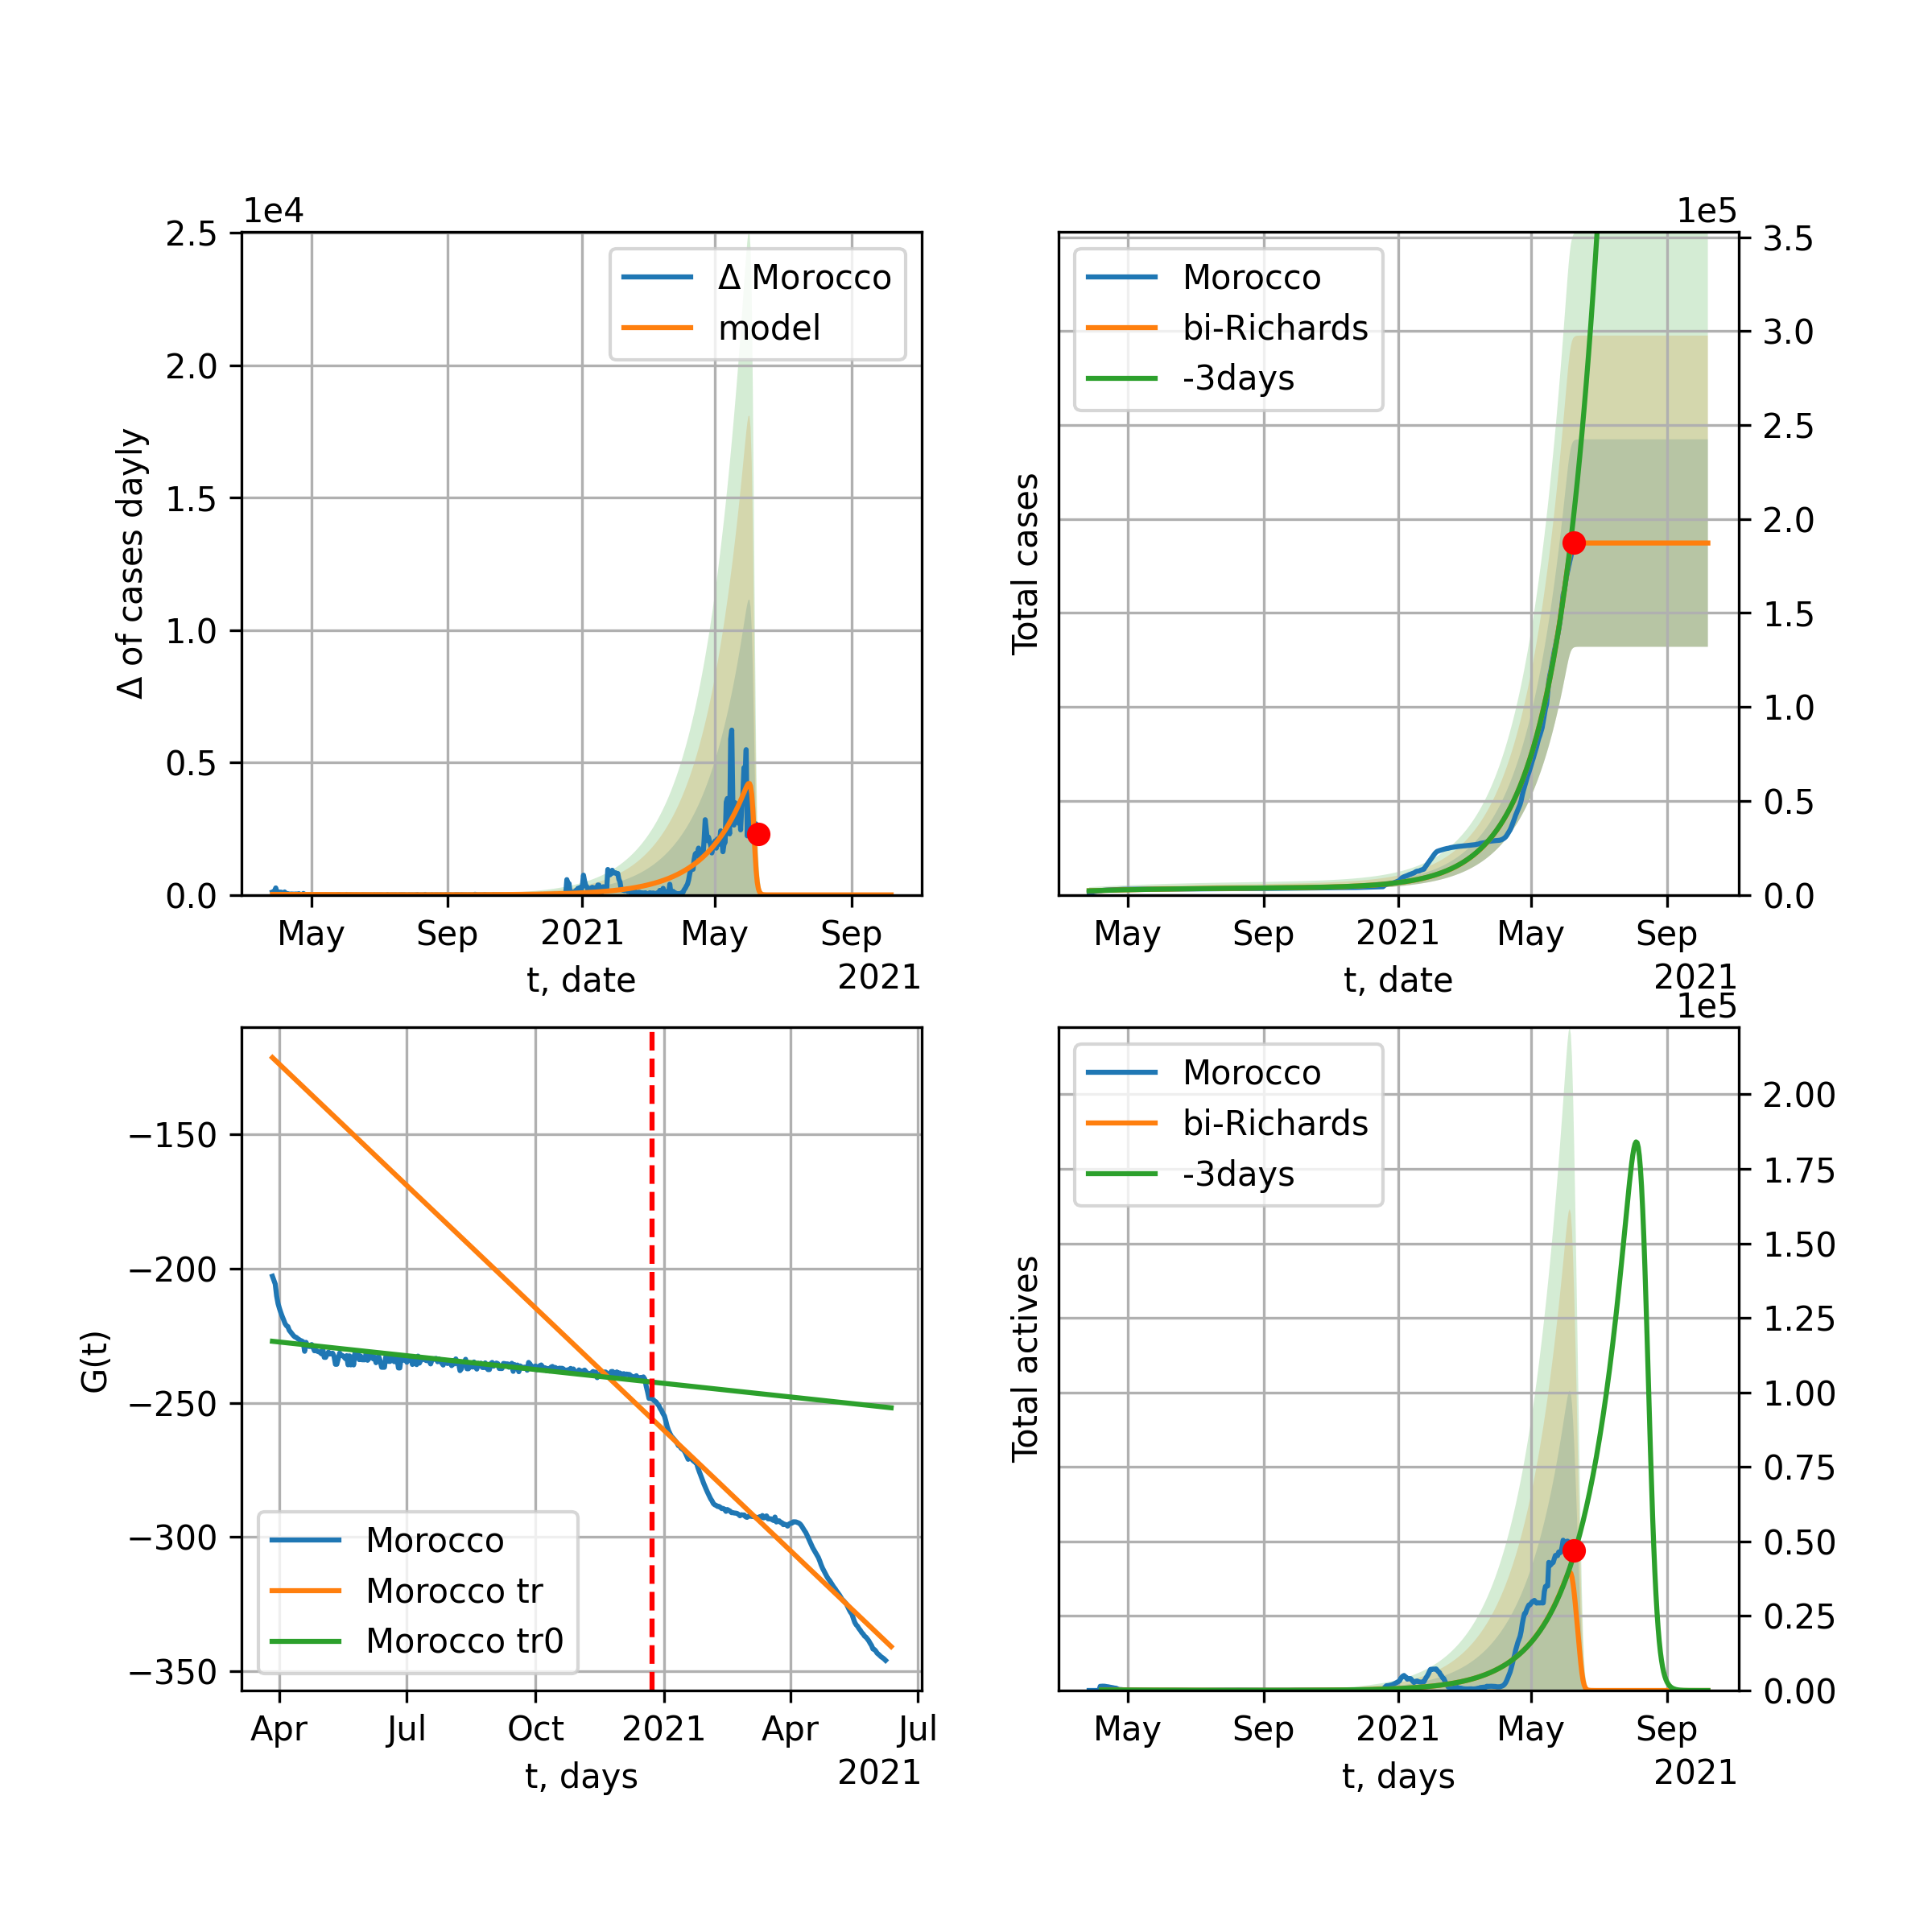 1e4
2.5
2.0
1.5
1.0
0.5
0.0
Δ of cases dayly
Δ Morocco
model
May Sep 2021 May Sep
t, date
2021
1e5
3.5
3.0
2.5
2.0
1.5
1.0
0.5
0.0
Total cases
Morocco
bi-Richards
-3days
May Sep 2021 May Sep
t, date
2021
−150
−200
−250
−300
−350
G(t)
Morocco
Morocco tr
Morocco tr0
Apr Jul Oct 2021 Apr Jul
t, days
2021
1e5
2.00
1.75
1.50
1.25
1.00
0.75
0.50
0.25
0.00
Total actives
Morocco
bi-Richards
-3days
May Sep 2021 May Sep
t, days
2021